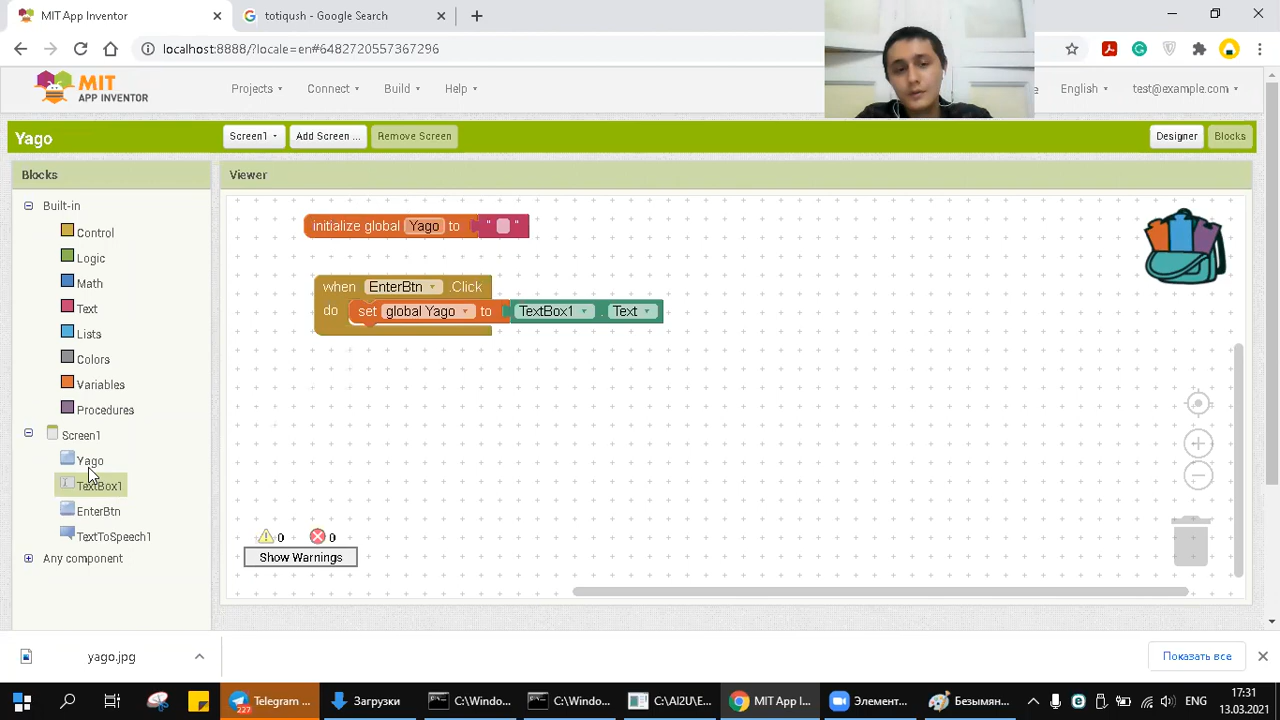 MIT App Inventor
totiqush - Google Search
localhost:8888/?locale=en#6482720557367296
MIT
APP INVENTOR
Projects
Connect
Build
Help
English
test@example.com
Yago
Screen1
Add Screen ...
Remove Screen
Designer
Blocks
Blocks
Viewer
Built-in
Control
Logic
Math
Text
Lists
Colors
Variables
Procedures
Screen1
Yago
TextBox1
EnterBtn
TextToSpeech1
Any component
initialize global Yago to " "
when EnterBtn .Click
do set global Yago to TextBox1 . Text
0 0
Show Warnings
yago.jpg
Показать все
Telegram ...
227
Загрузки
C:\Windo...
C:\Windo...
C:\AI2U\E...
MIT App I...
Элемент...
Безымян...
ENG
17:31
13.03.2021